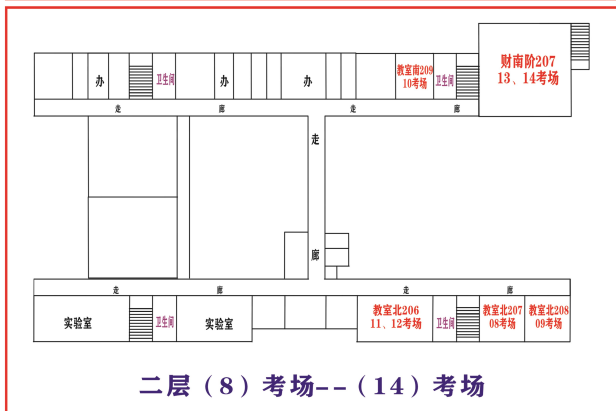 财南阶207
13、14考场
教室南209
10考场
办
卫生间
办
办
卫生间
走
廊
走
廊
走
廊
走
廊
走
廊
实验室
卫生间
实验室
教室北206
11、12考场
卫生间
教室北207
08考场
教室北208
09考场
二层（8）考场--（14）考场